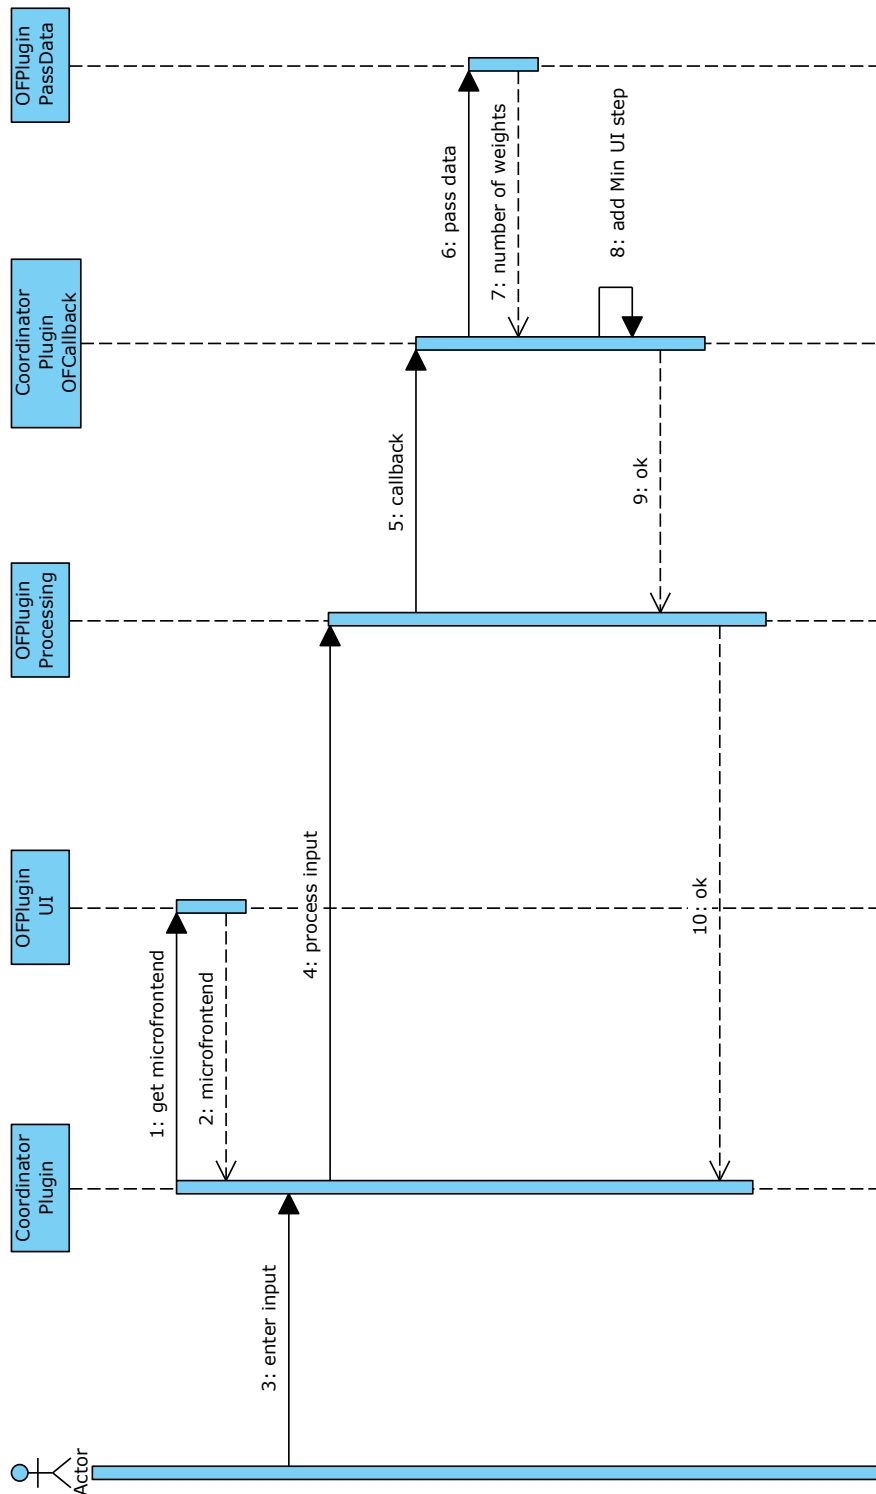 Actor
Coordinator
Plugin
OFPlugin
UI
OFPlugin
Processing
Coordinator
Plugin
OFCallback
OFPlugin
PassData
1: get microfrontend
2: microfrontend
3: enter input
4: process input
5: callback
6: pass data
7: number of weights
8: add Min UI step
9: ok
10: ok